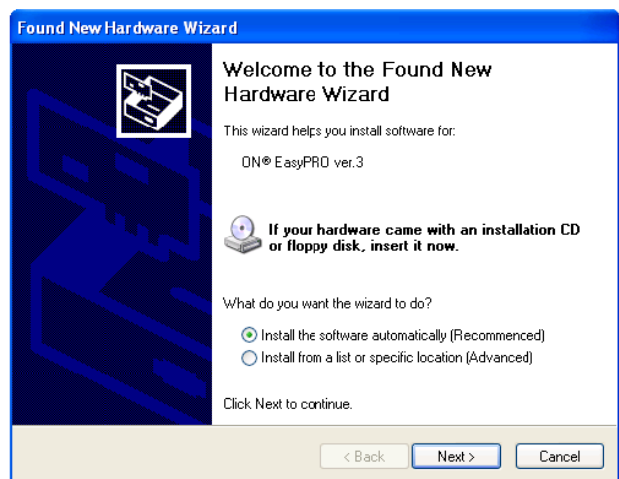 Found New Hardware Wizard
Welcome to the Found New
Hardware Wizard
This wizard helps you install software for:
ON® EasyPRO ver.3
If your hardware came with an installation CD
or floppy disk, insert it now.
What do you want the wizard to do?
Install the software automatically (Recommenced)
Install from a list or specific location (Advanced)
Click Next to continue.
< Back
Next >
Cancel